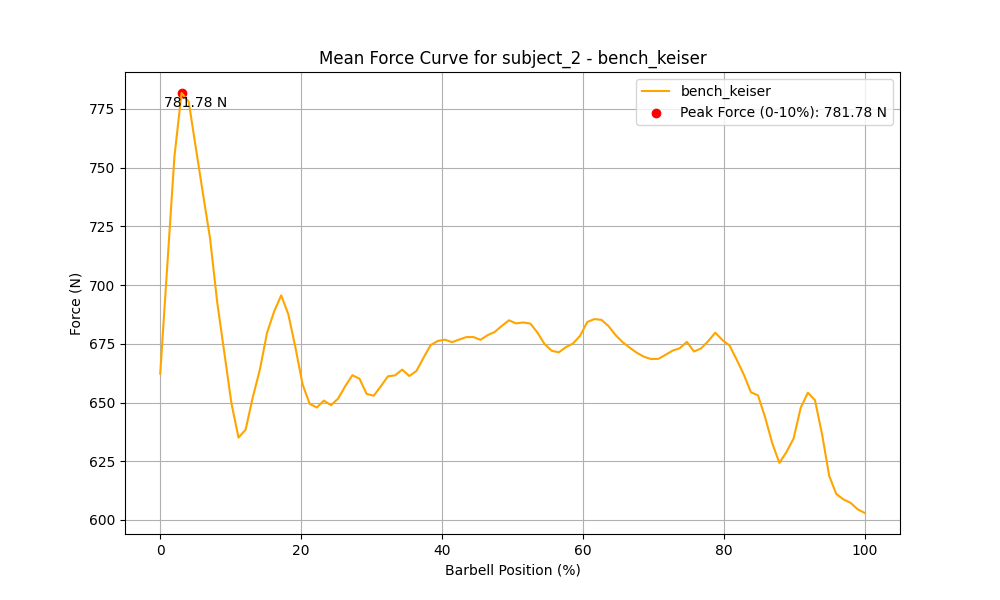 Mean Force Curve for subject_2 - bench_keiser
781.78 N
bench_keiser
Peak Force (0-10%): 781.78 N
Force (N)
775
750
725
700
675
650
625
600
0 20 40 60 80 100
Barbell Position (%)